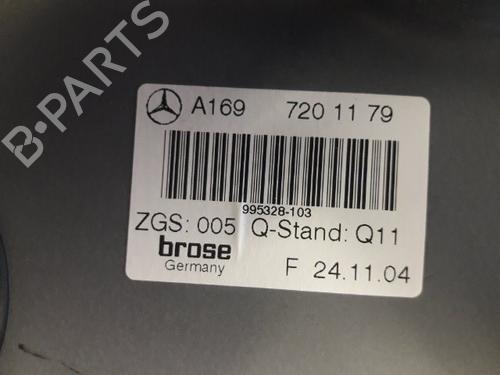 B-PARTS
A169 720 11 79
995328-103
ZGS: 005 Q-Stand: Q11
brose
Germany
F 24.11.04